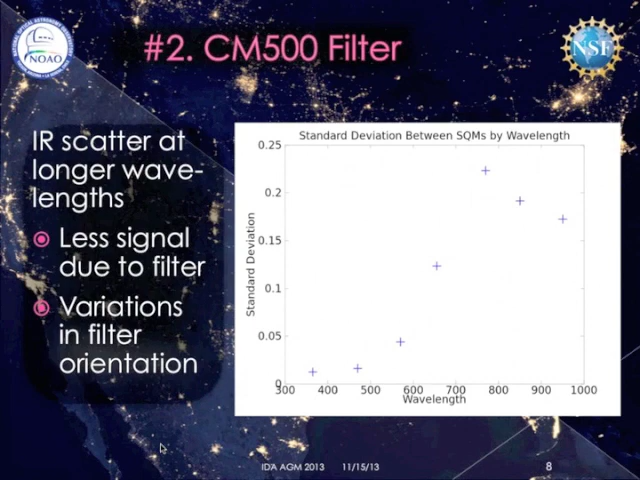 #2. CM500 Filter
NOAO
NSF
IR scatter at
longer wave-
lengths
Less signal
due to filter
Variations
in filter
orientation
Standard Deviation Between SQMs by Wavelength
Standard Deviation
0.25
0.2
0.15
0.1
0.05
0
300 400 500 600 700 800 900 1000
Wavelength
IDA AGM 2013 11/15/13 8